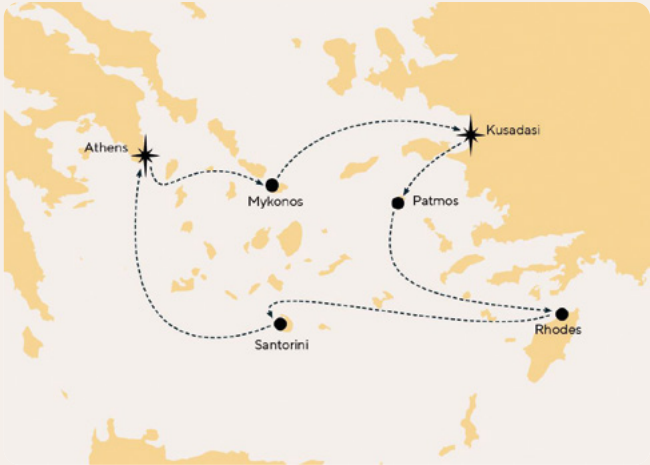 Athens
Kusadasi
Mykonos
Patmos
Rhodes
Santorini